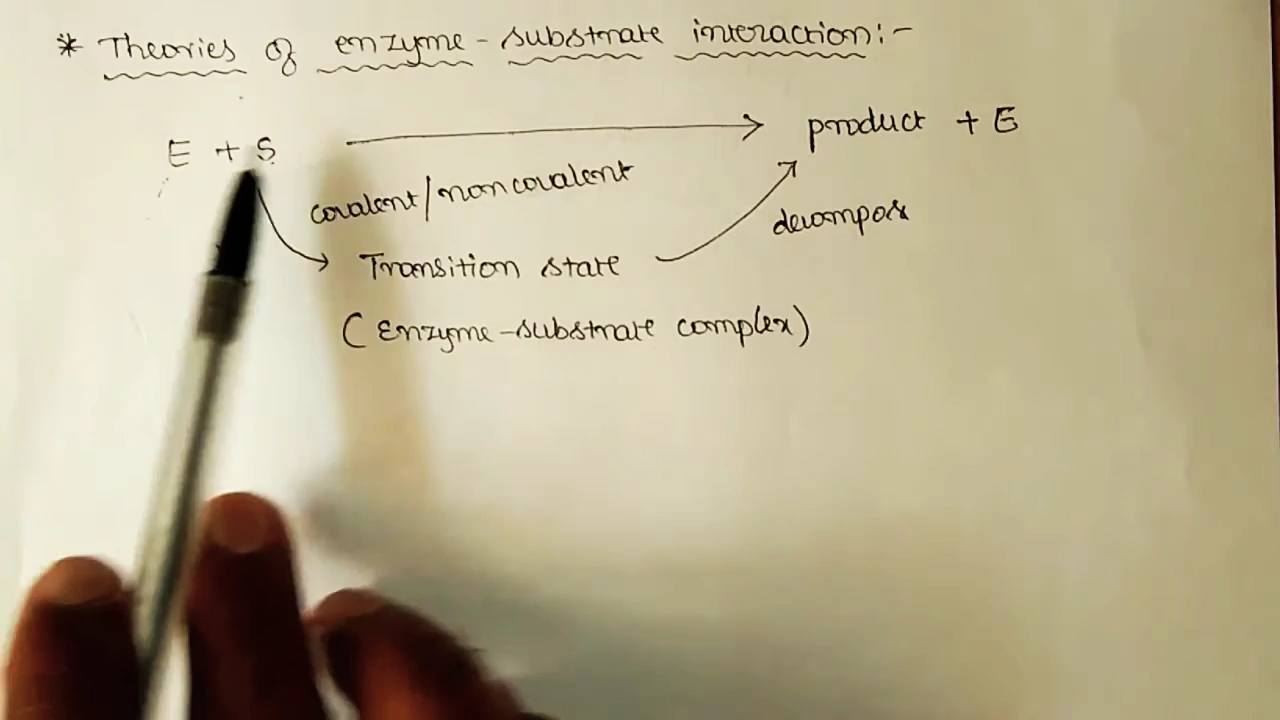 * Theories of enzyme-substrate interaction:-
E + S → product + E
covalent/noncovalent
decompose
Transition state
(Enzyme-substrate complex)